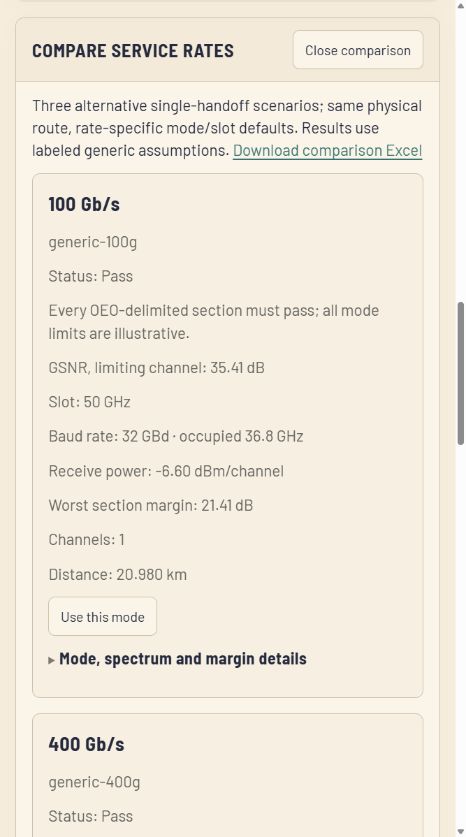 COMPARE SERVICE RATES
Close comparison
Three alternative single-handoff scenarios; same physical
route, rate-specific mode/slot defaults. Results use
labeled generic assumptions. Download comparison Excel
100 Gb/s
generic-100g
Status: Pass
Every OEO-delimited section must pass; all mode
limits are illustrative.
GSNR, limiting channel: 35.41 dB
Slot: 50 GHz
Baud rate: 32 GBd · occupied 36.8 GHz
Receive power: -6.60 dBm/channel
Worst section margin: 21.41 dB
Channels: 1
Distance: 20.980 km
Use this mode
Mode, spectrum and margin details
400 Gb/s
generic-400g
Status: Pass